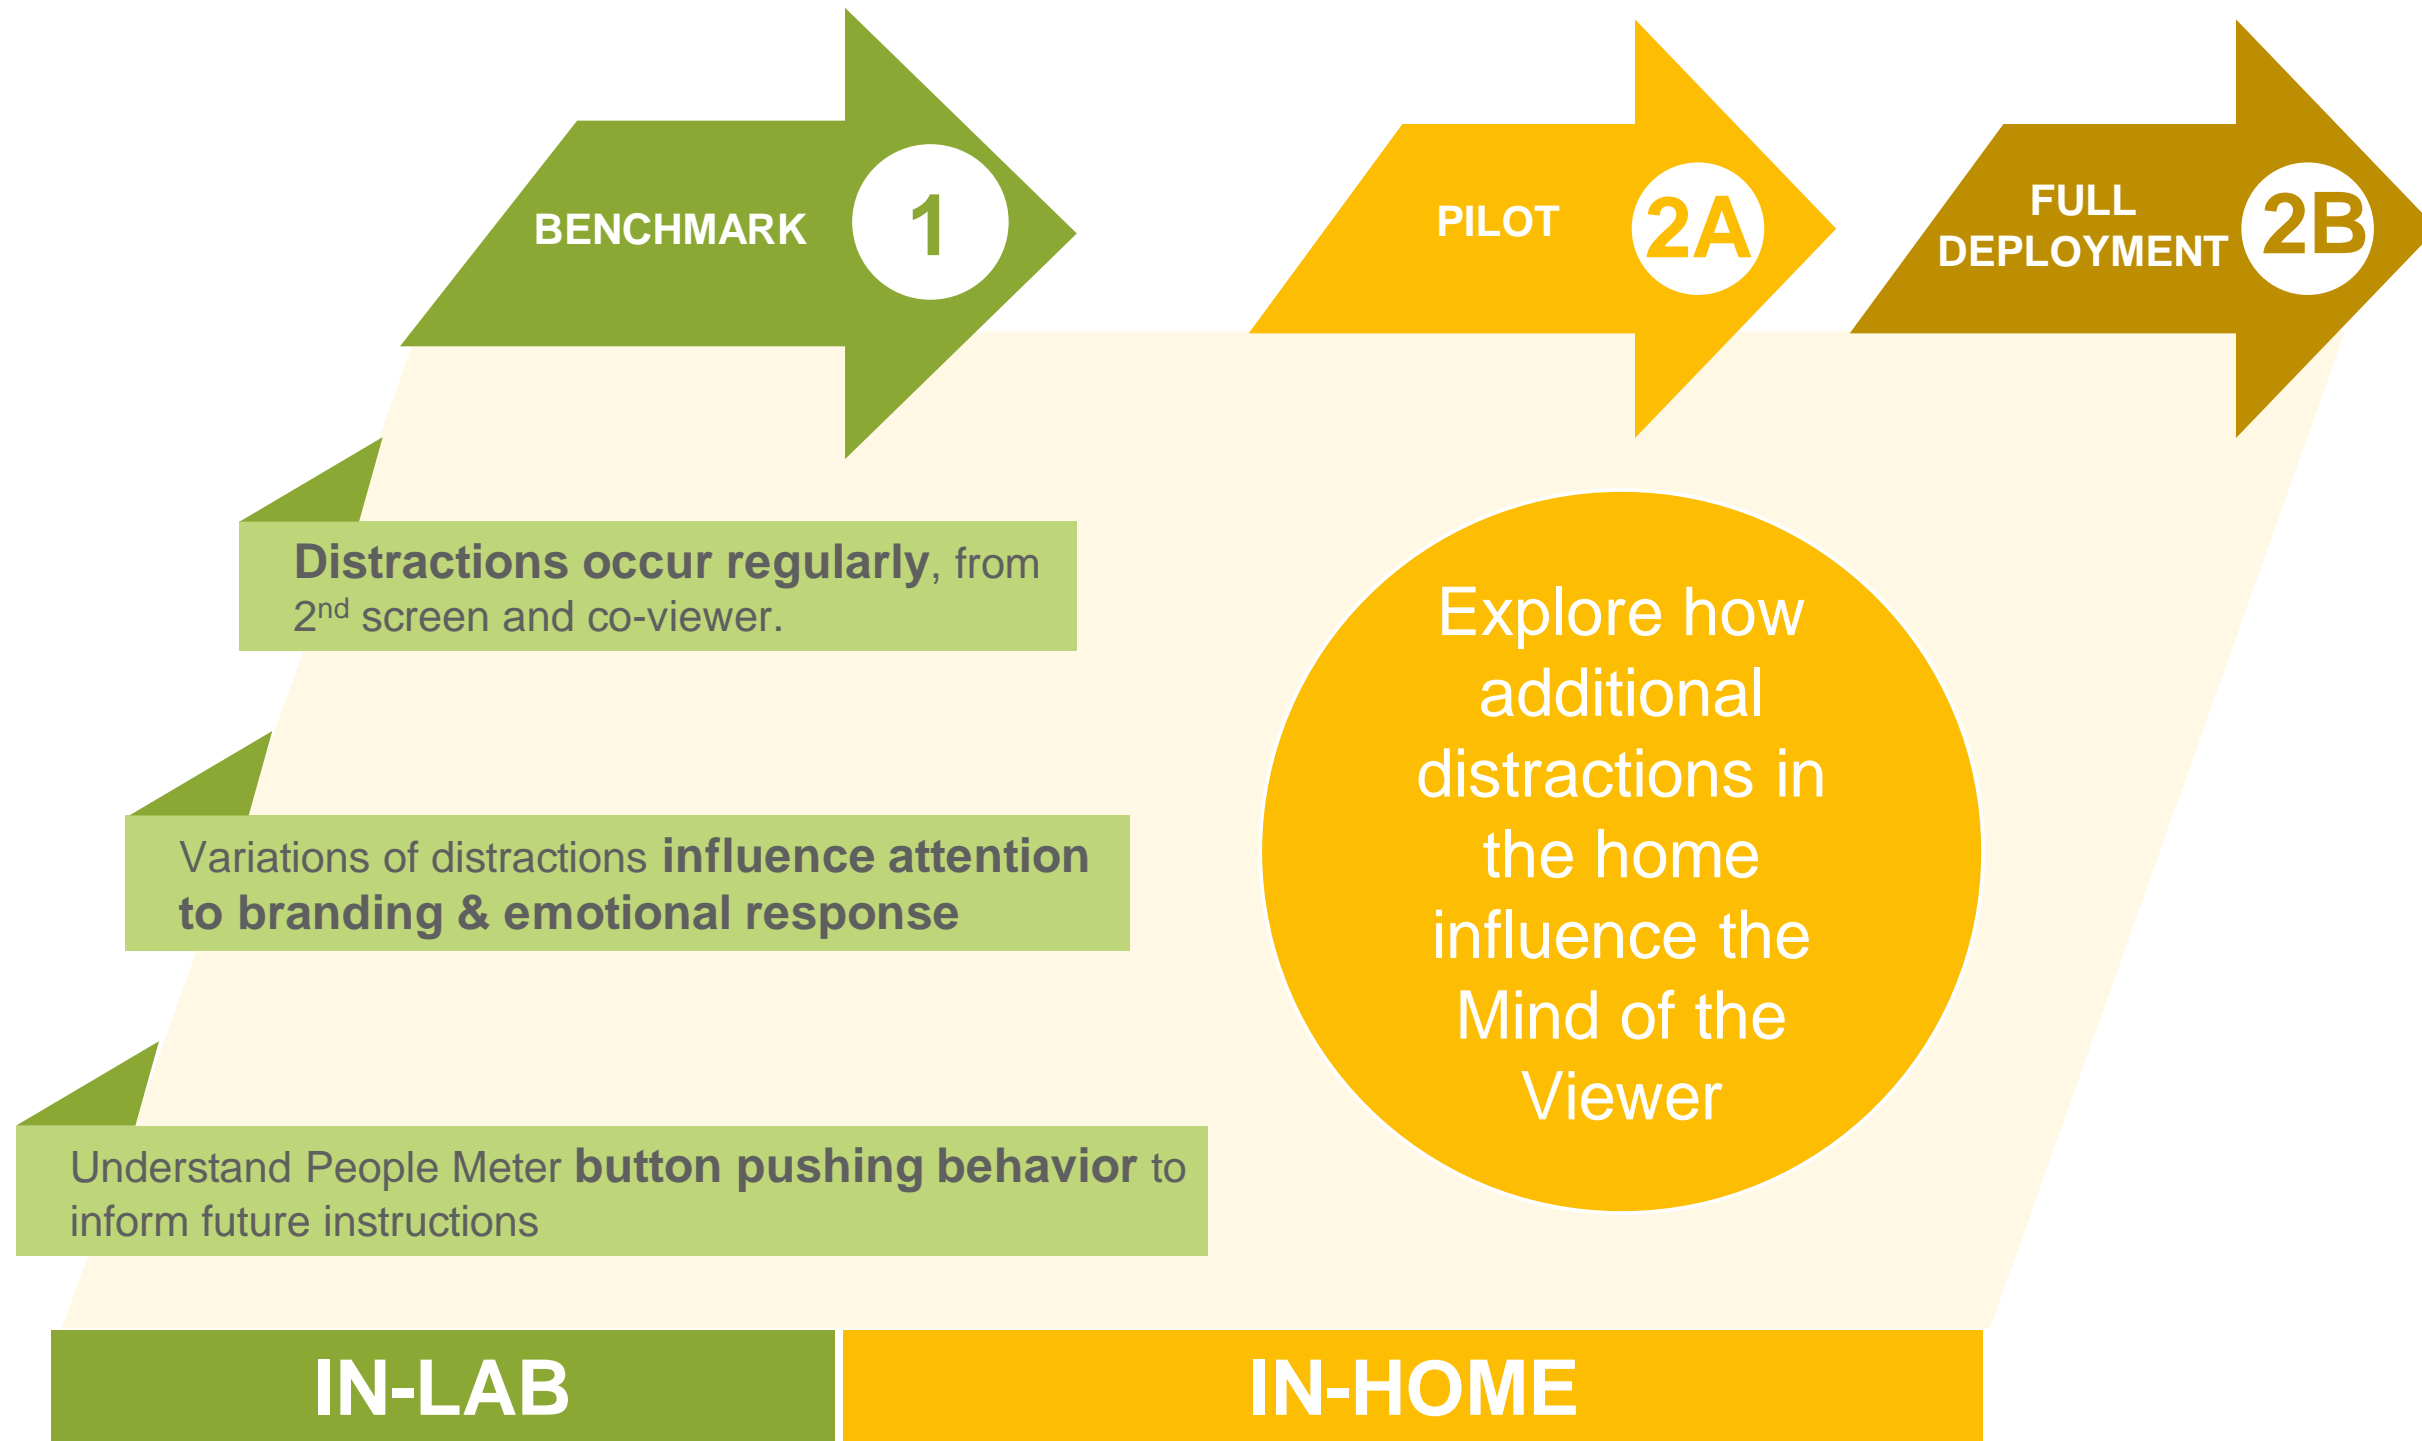 BENCHMARK
1
PILOT
2A
FULL
DEPLOYMENT
2B
Distractions occur regularly, from
2nd screen and co-viewer.
Variations of distractions influence attention
to branding & emotional response
Understand People Meter button pushing behavior to
inform future instructions
Explore how
additional
distractions in
the home
influence the
Mind of the
Viewer
IN-LAB
IN-HOME